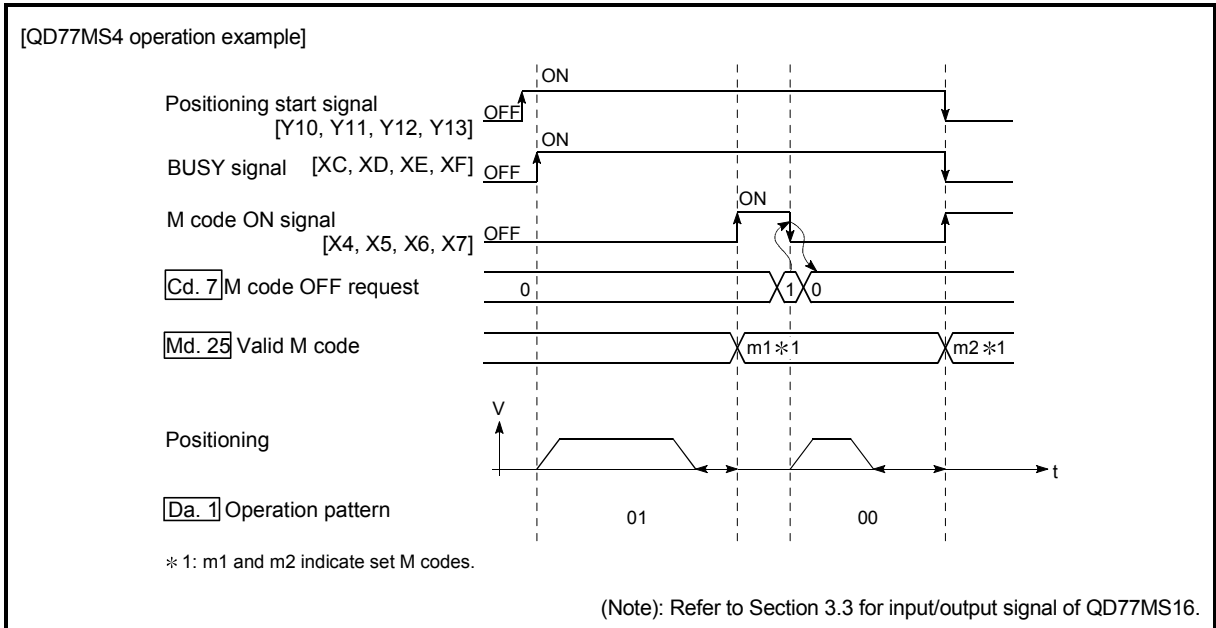 [QD77MS4 operation example]
ON
Positioning start signal
[Y10, Y11, Y12, Y13]
OFF
ON
BUSY signal [XC, XD, XE, XF]
OFF
ON
M code ON signal
[X4, X5, X6, X7]
OFF
Cd. 7 M code OFF request
0
1
0
Md. 25 Valid M code
m1*1
m2*1
V
Positioning
t
Da. 1 Operation pattern
01
00
*1: m1 and m2 indicate set M codes.
(Note): Refer to Section 3.3 for input/output signal of QD77MS16.